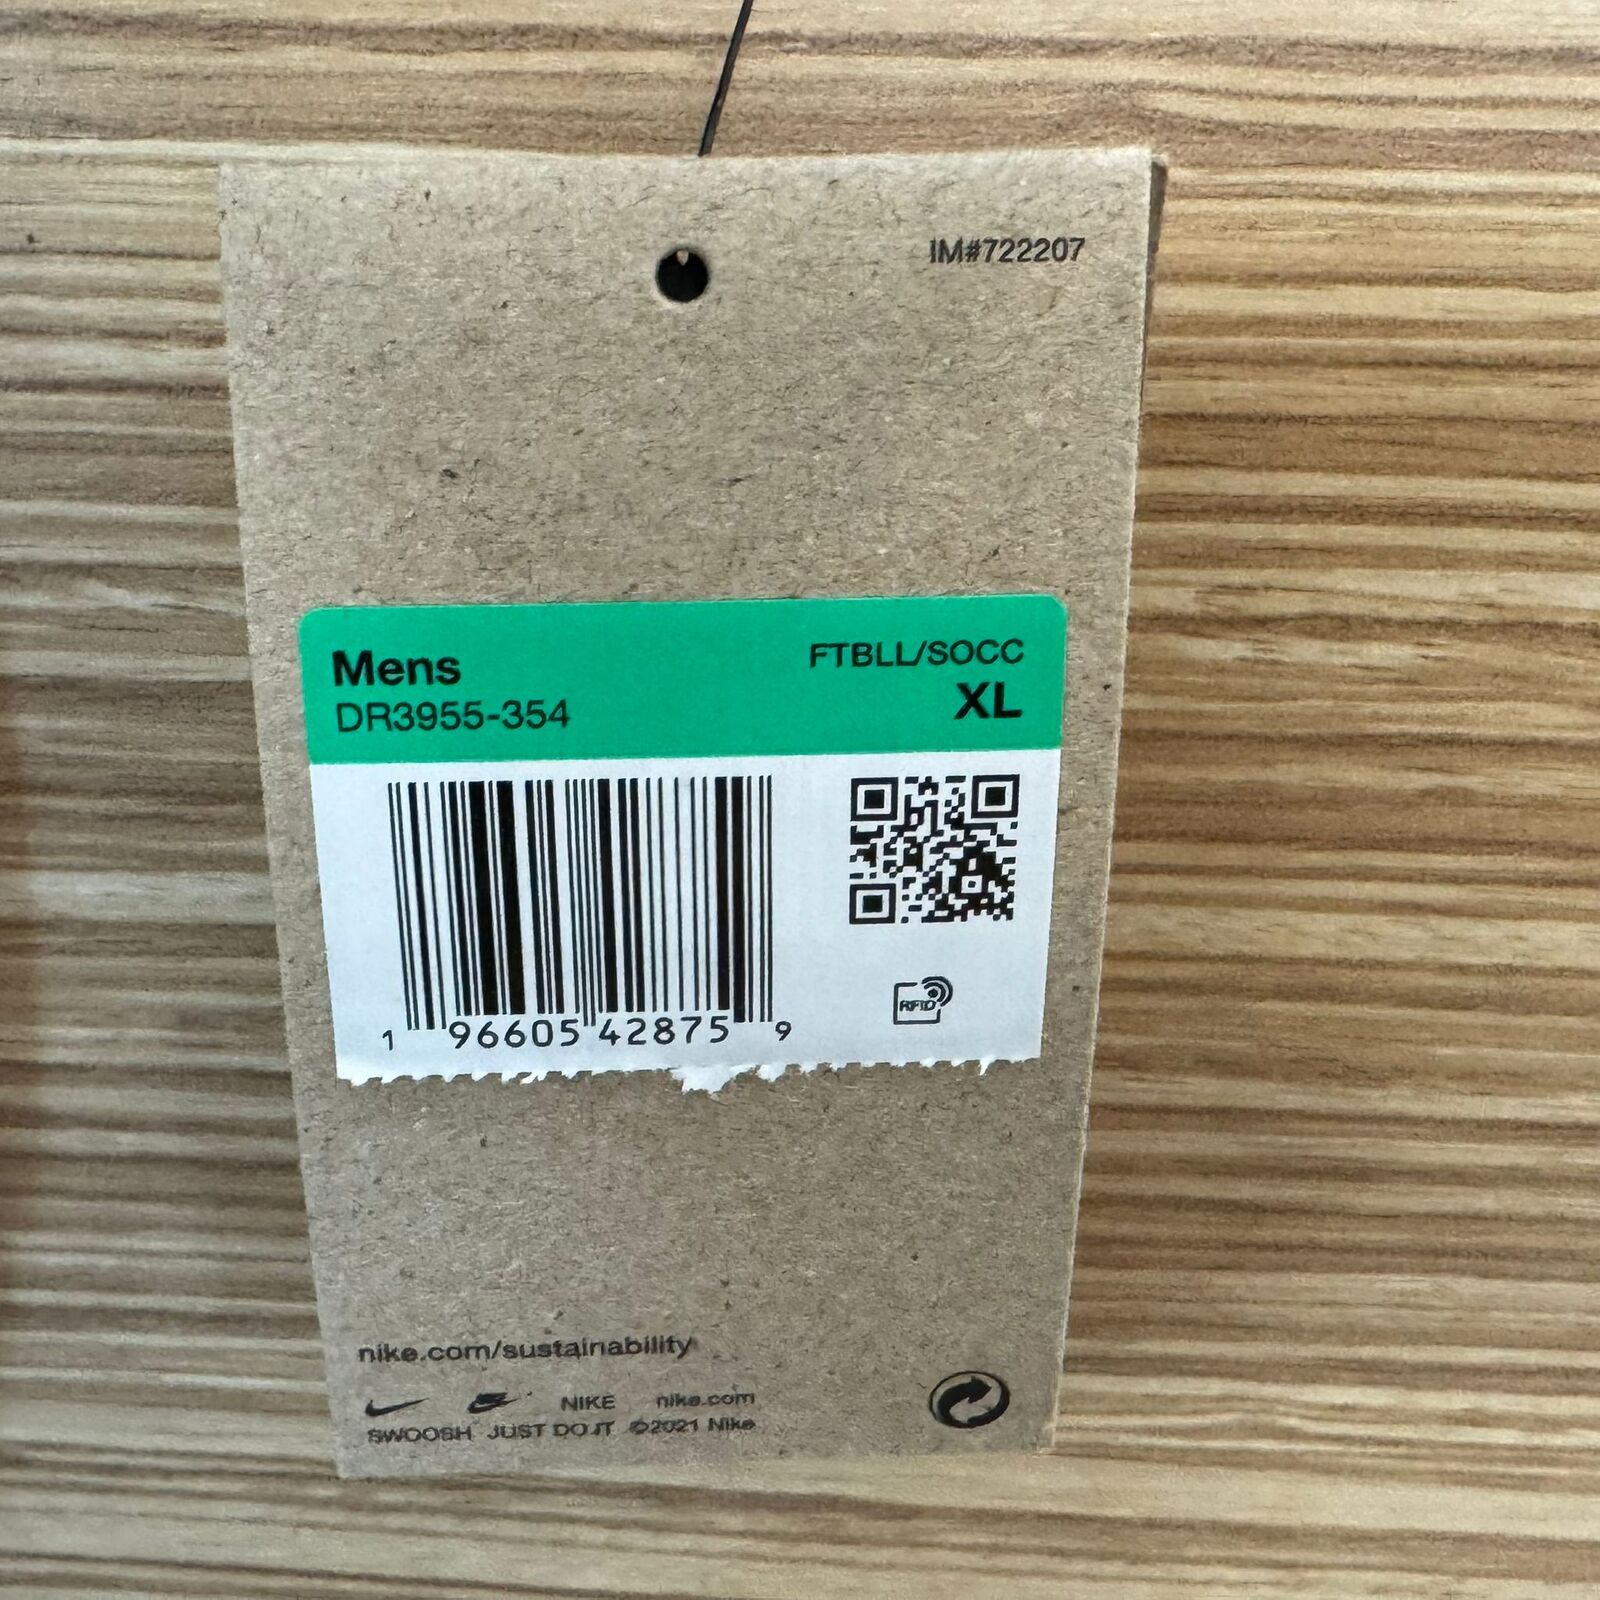 IM#722207
Mens FTBLL/SOCC
DR3955-354 XL
1 96605 42875 9
RFID
nike.com/sustainability
NIKE nike.com
SWOOSH JUST DO IT ©2021 Nike